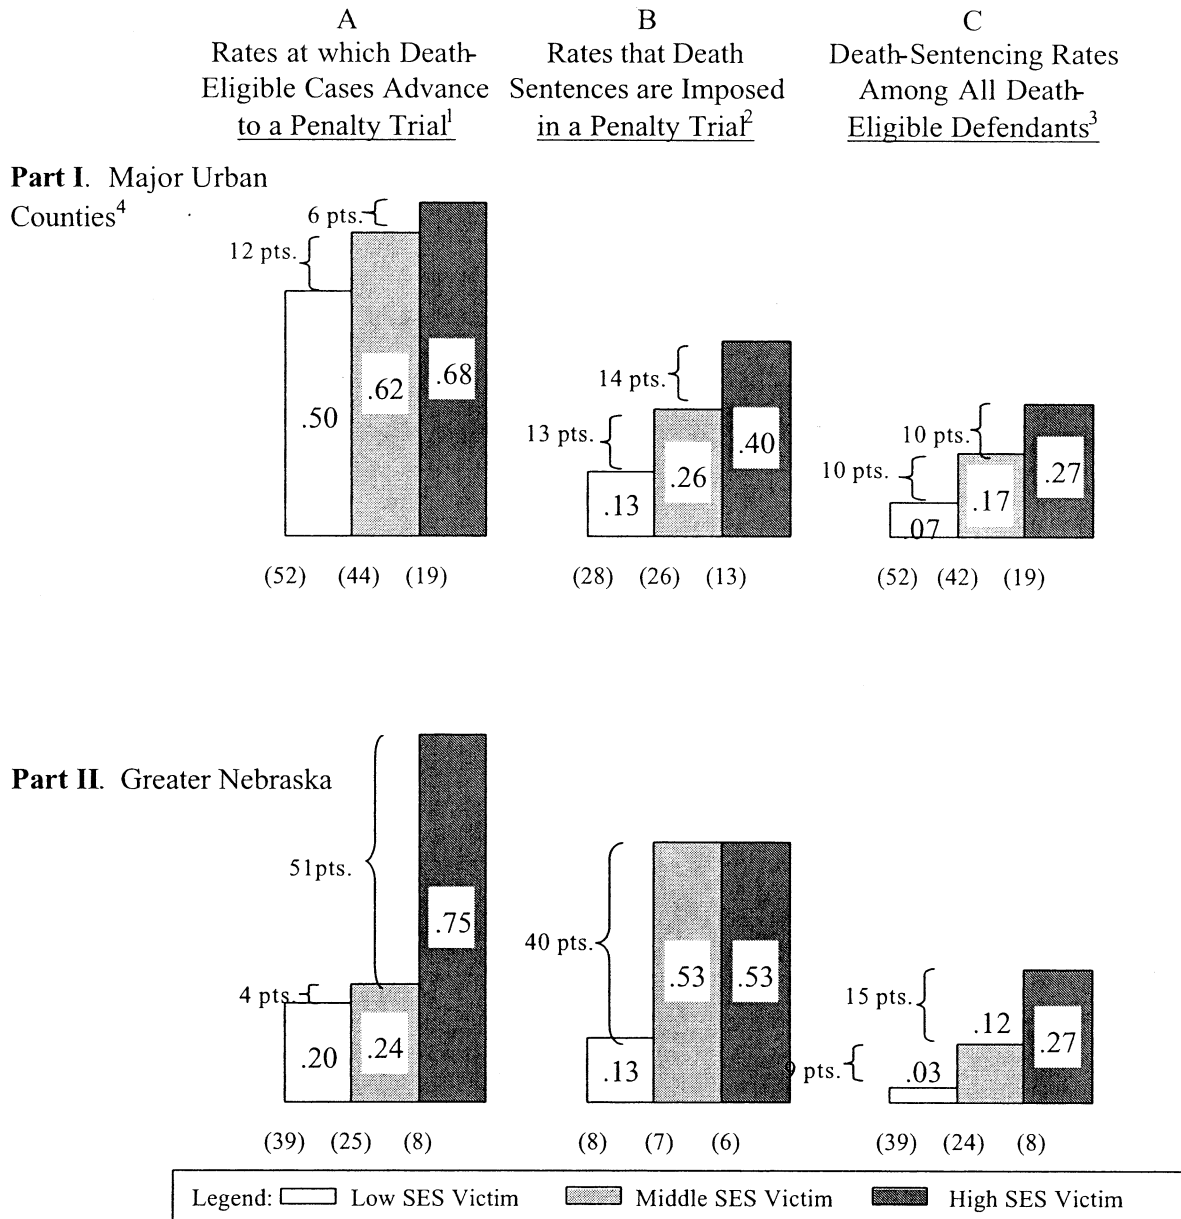 A
Rates at which Death-
Eligible Cases Advance
to a Penalty Trial¹
B
Rates that Death
Sentences are Imposed
in a Penalty Trial²
C
Death-Sentencing Rates
Among All Death-
Eligible Defendants³
Part I. Major Urban
Counties⁴
6 pts.
12 pts.
.50
.62
.68
(52) (44) (19)
14 pts.
13 pts.
.13
.26
.40
(28) (26) (13)
10 pts.
10 pts.
.07
.17
.27
(52) (42) (19)
Part II. Greater Nebraska
51pts.
4 pts.
.20
.24
.75
(39) (25) (8)
40 pts.
.13
.53
.53
(8) (7) (6)
15 pts.
9 pts.
.03
.12
.27
(39) (24) (8)
Legend: Low SES Victim Middle SES Victim High SES Victim